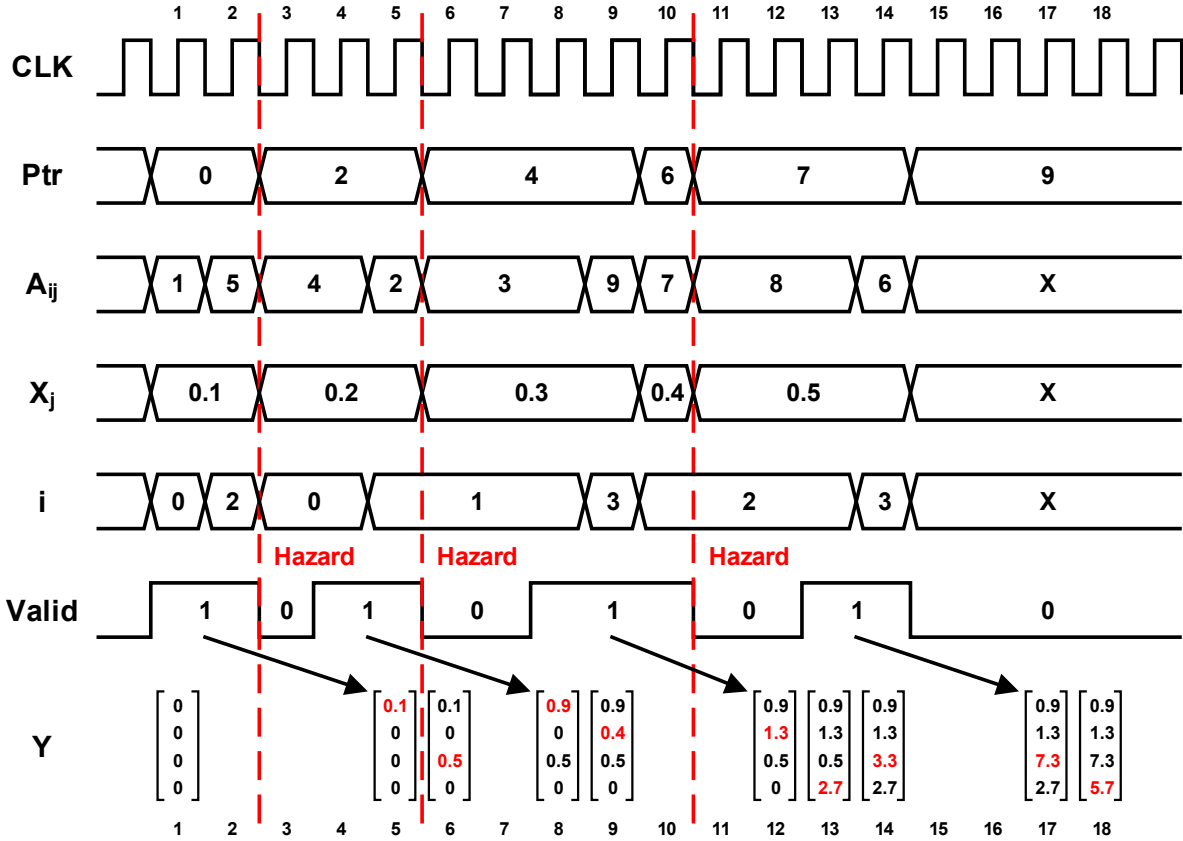 1 2 3 4 5 6 7 8 9 10 11 12 13 14 15 16 17 18
CLK
Ptr 0 2 4 6 7 9
Aij 1 5 4 2 3 9 7 8 6 X
Xj 0.1 0.2 0.3 0.4 0.5 X
i 0 2 0 1 3 2 3 X
Hazard Hazard Hazard
Valid 1 0 1 0 1 0 1 0
0 0.1 0.1 0.9 0.9 0.9 0.9 0.9 0.9 0.9
0 0 0 0 0.4 1.3 1.3 1.3 1.3 1.3
Y
0 0 0.5 0.5 0.5 0.5 0.5 3.3 7.3 7.3
0 0 0 0 0 0 2.7 2.7 2.7 5.7
1 2 3 4 5 6 7 8 9 10 11 12 13 14 15 16 17 18